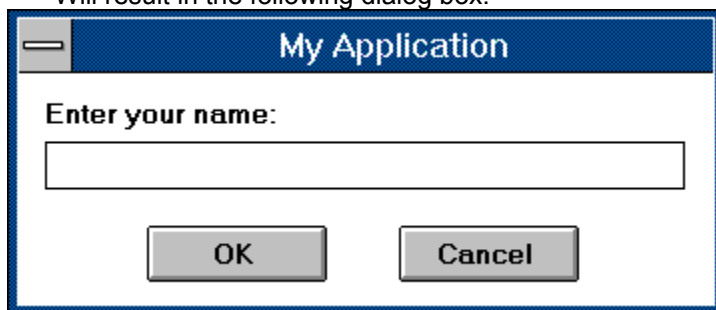 Will result in the following dialog box:
My Application
Enter your name:
OK
Cancel